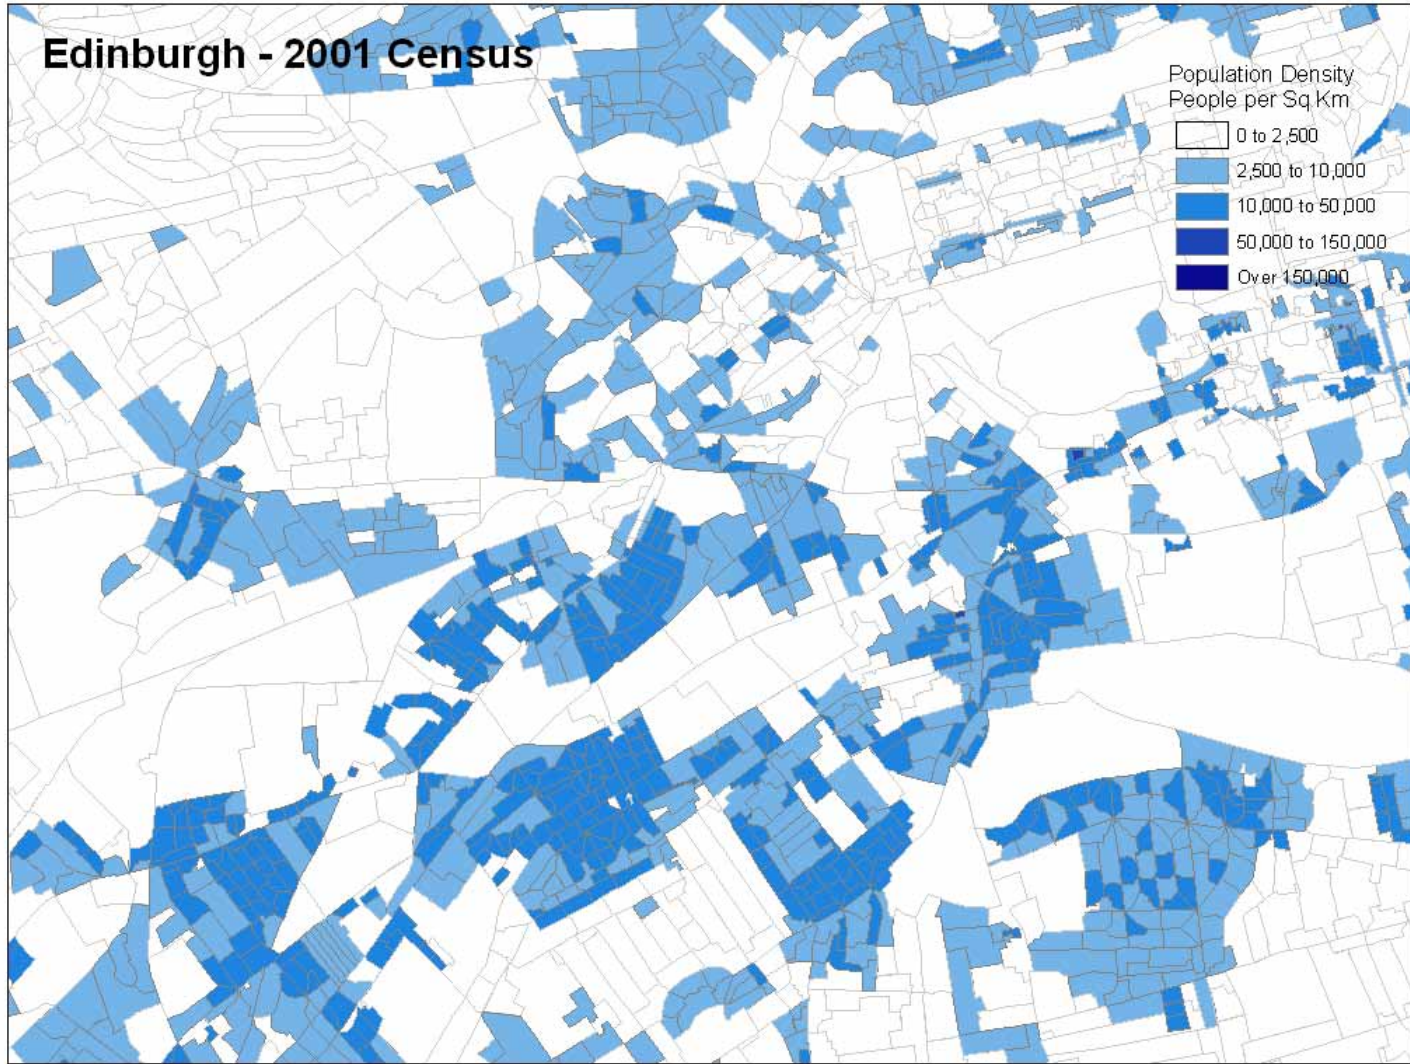 Edinburgh - 2001 Census
Population Density
People per Sq Km
0 to 2,500
2,500 to 10,000
10,000 to 50,000
50,000 to 150,000
Over 150,000